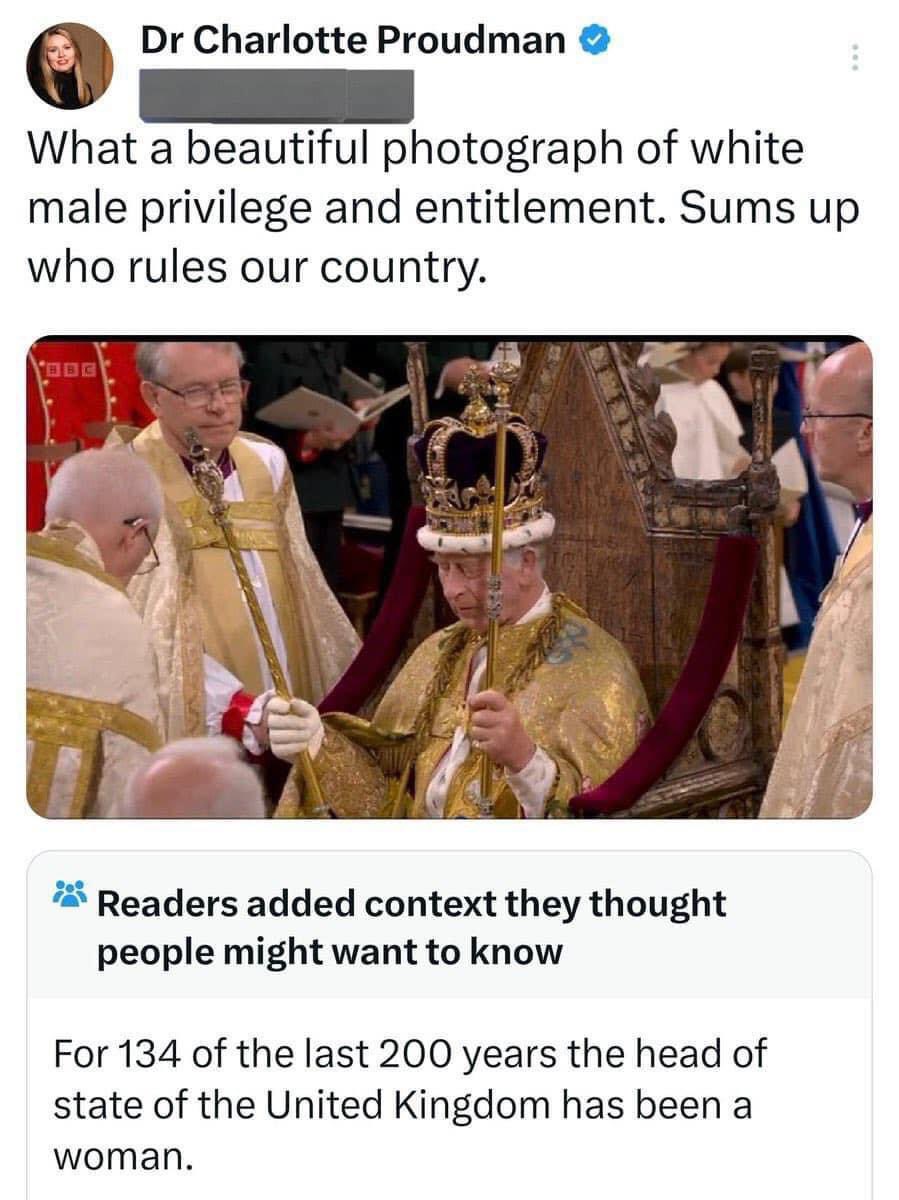 Dr Charlotte Proudman
What a beautiful photograph of white
male privilege and entitlement. Sums up
who rules our country.
BBC
Readers added context they thought
people might want to know
For 134 of the last 200 years the head of
state of the United Kingdom has been a
woman.